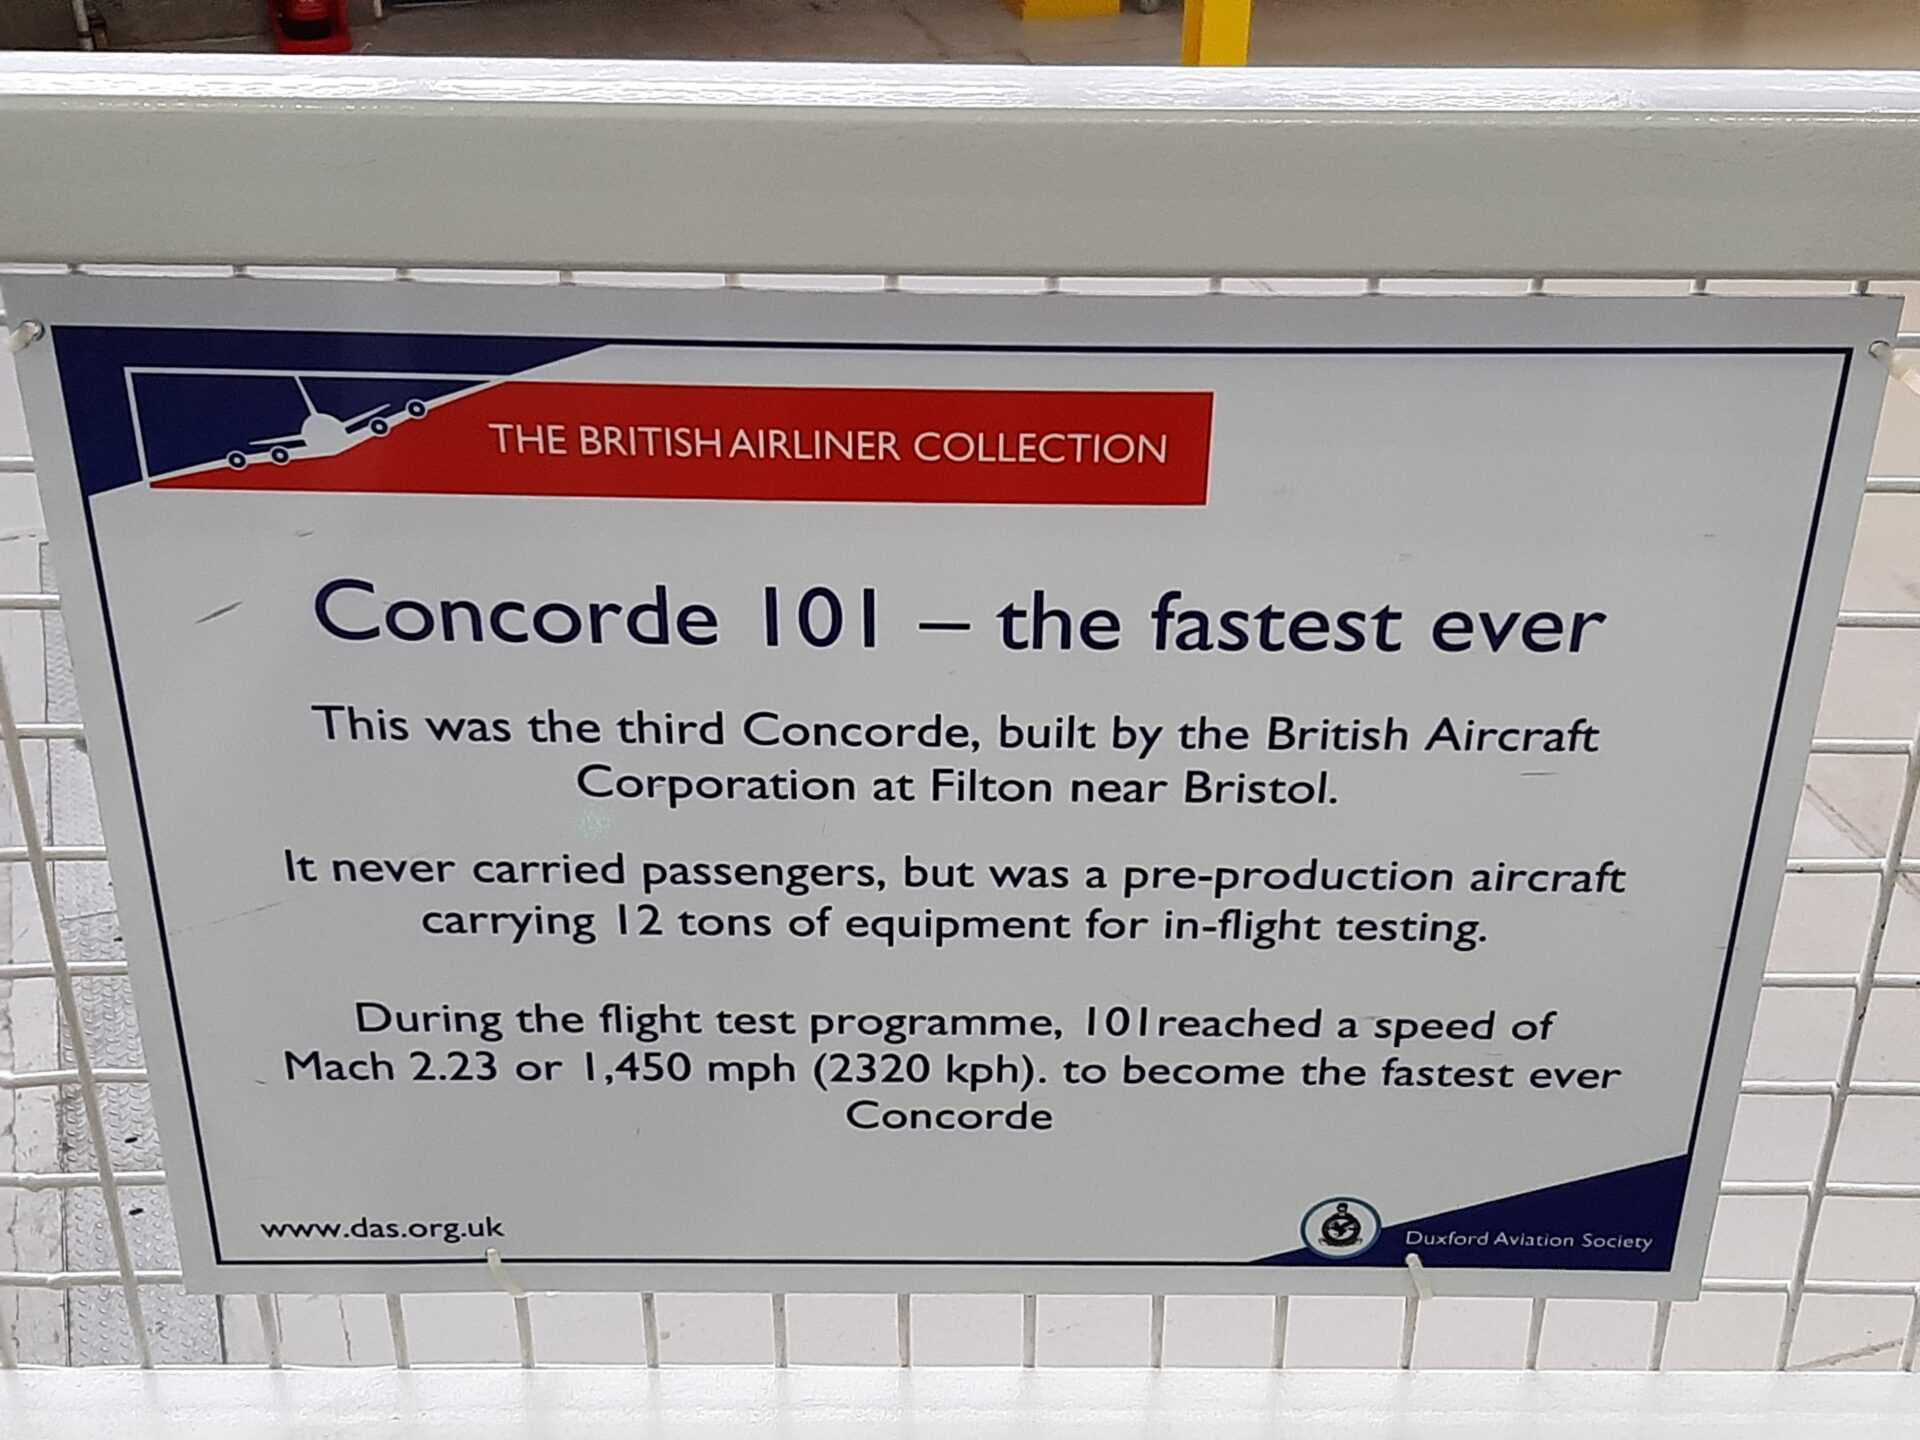 THE BRITISH AIRLINER COLLECTION
Concorde 101 – the fastest ever
This was the third Concorde, built by the British Aircraft
Corporation at Filton near Bristol.
It never carried passengers, but was a pre-production aircraft
carrying 12 tons of equipment for in-flight testing.
During the flight test programme, 101reached a speed of
Mach 2.23 or 1,450 mph (2320 kph). to become the fastest ever
Concorde
www.das.org.uk
Duxford Aviation Society